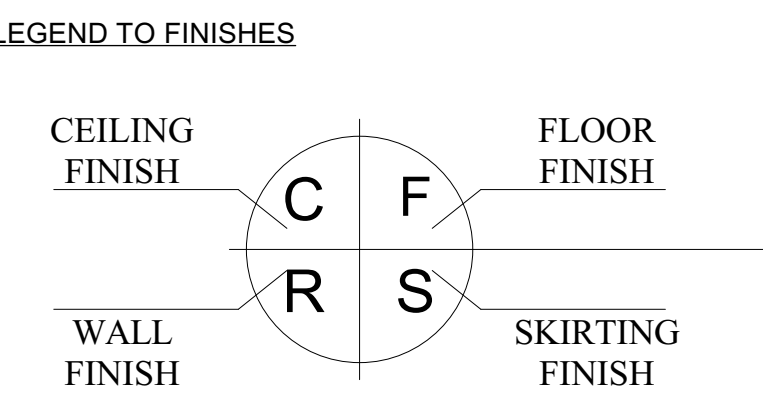 LEGEND TO FINISHES
CEILING
FINISH
FLOOR
FINISH
C
F
R
S
WALL
FINISH
SKIRTING
FINISH